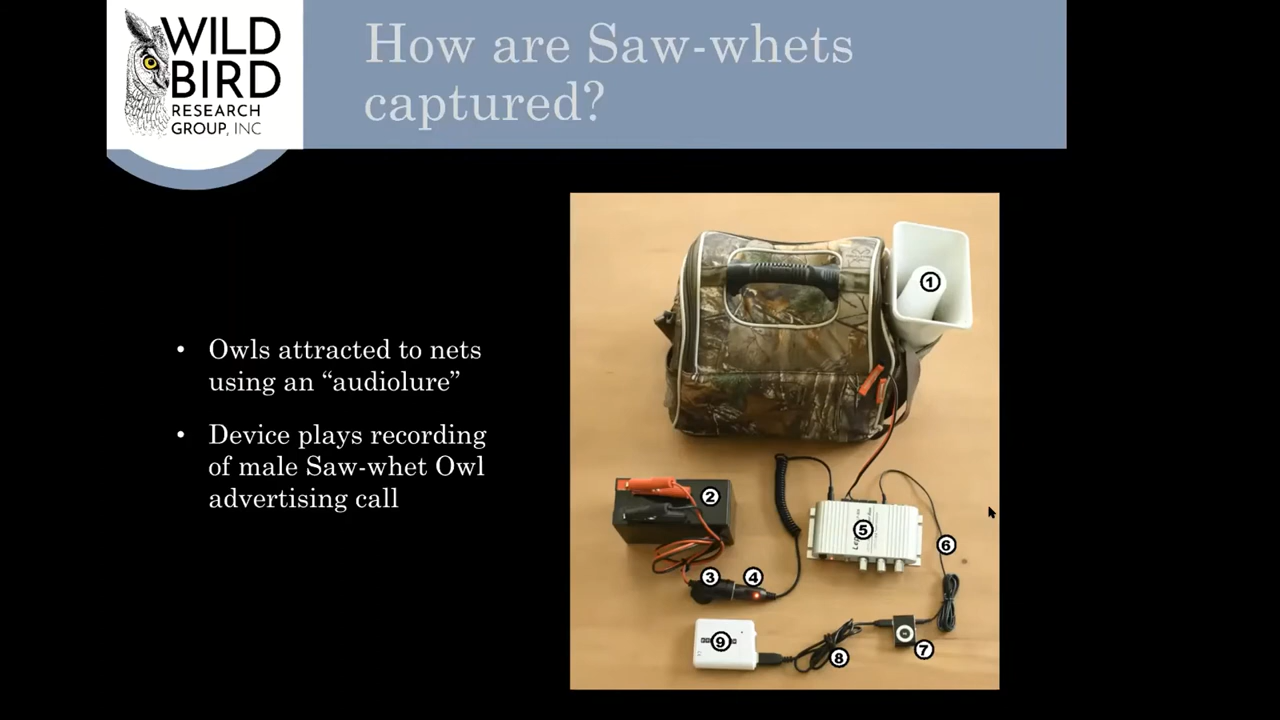 WILD
BIRD
RESEARCH
GROUP, INC
How are Saw-whets
captured?
• Owls attracted to nets
using an “audiolure”
• Device plays recording
of male Saw-whet Owl
advertising call
1
2
3
4
5
6
7
8
9